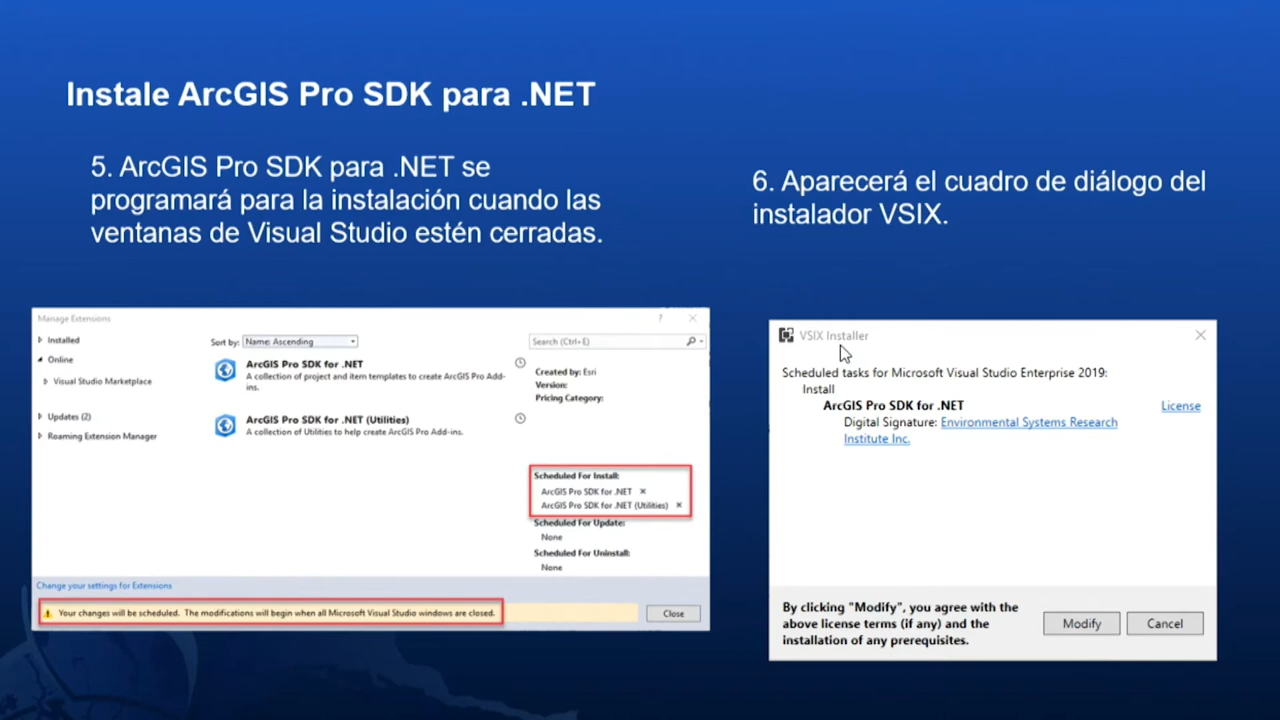 Instale ArcGIS Pro SDK para .NET
5. ArcGIS Pro SDK para .NET se
programará para la instalación cuando las
ventanas de Visual Studio estén cerradas.
6. Aparecerá el cuadro de diálogo del
instalador VSIX.
Manage Extensions
? ×
Installed
Online
Visual Studio Marketplace
Updates (2)
Roaming Extension Manager
Sort by: Name: Ascending
ArcGIS Pro SDK for .NET
A collection of project and item templates to create ArcGIS Pro Add-
ins.
ArcGIS Pro SDK for .NET (Utilities)
A collection of Utilities to help create ArcGIS Pro Add-ins.
Search (Ctrl+E)
Created by: Esri
Version:
Pricing Category:
Scheduled For Install:
ArcGIS Pro SDK for .NET ×
ArcGIS Pro SDK for .NET (Utilities) ×
Scheduled For Update:
None
Scheduled For Uninstall:
None
Change your settings for Extensions
Your changes will be scheduled. The modifications will begin when all Microsoft Visual Studio windows are closed.
Close
VSIX Installer
Scheduled tasks for Microsoft Visual Studio Enterprise 2019:
Install
ArcGIS Pro SDK for .NET
License
Digital Signature: Environmental Systems Research
Institute Inc.
By clicking "Modify", you agree with the
above license terms (if any) and the
installation of any prerequisites.
Modify
Cancel